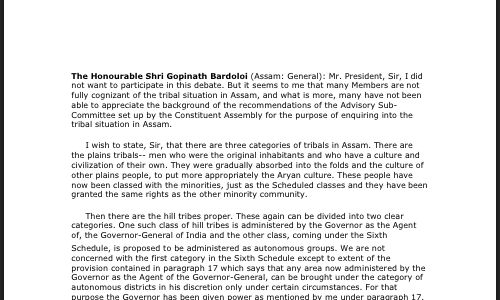 The Honourable Shri Gopinath Bardoloi (Assam: General): Mr. President, Sir, I did
not want to participate in this debate. But it seems to me that many Members are not
fully cognizant of the tribal situation in Assam, and what is more, many have not been
able to appreciate the background of the recommendations of the Advisory Sub-
Committee set up by the Constituent Assembly for the purpose of enquiring into the
tribal situation in Assam.
I wish to state, Sir, that there are three categories of tribals in Assam. There are
the plains tribals-- men who were the original inhabitants and who have a culture and
civilization of their own. They were gradually absorbed into the folds and the culture of
other plains people, to put more appropriately the Aryan culture. These people have
now been classed with the minorities, just as the Scheduled classes and they have been
granted the same rights as the other minority community.
Then there are the hill tribes proper. These again can be divided into two clear
categories. One such class of hill tribes is administered by the Governor as the Agent
of, the Governor-General of India and the other class, coming under the Sixth
Schedule, is proposed to be administered as autonomous groups. We are not
concerned with the first category in the Sixth Schedule except to extent of the
provision contained in paragraph 17 which says that any area now administered by the
Governor as the Agent of the Governor-General, can be brought under the category of
autonomous districts in his discretion only under certain circumstances. For that
purpose the Governor has been given power as mentioned by me under paragraph 17.